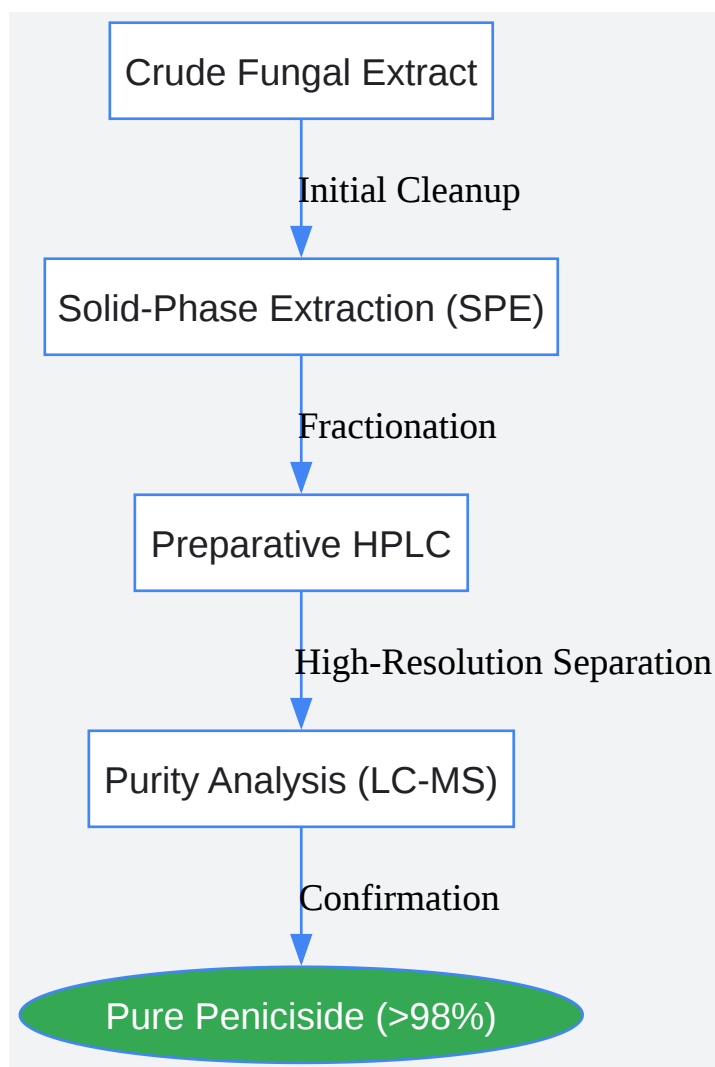 Crude Fungal Extract
Initial Cleanup
Solid-Phase Extraction (SPE)
Fractionation
Preparative HPLC
High-Resolution Separation
Purity Analysis (LC-MS)
Confirmation
Pure Peniciside (>98%)